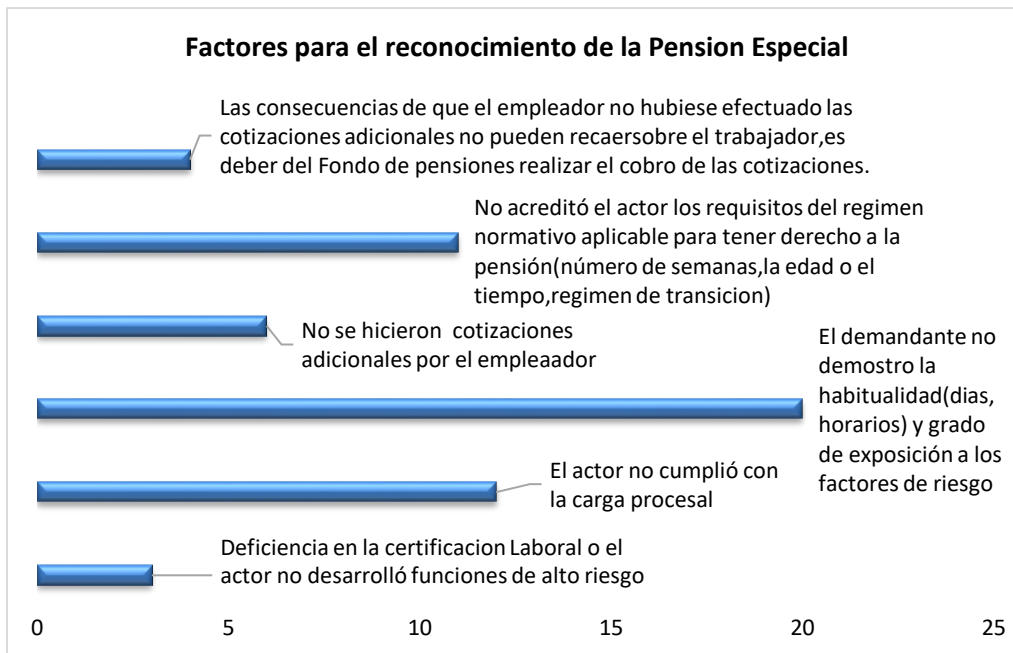 Factores para el reconocimiento de la Pension Especial
Las consecuencias de que el empleador no hubiese efectuado las
cotizaciones adicionales no pueden recaersobre el trabajador,es
deber del Fondo de pensiones realizar el cobro de las cotizaciones.
No acreditó el actor los requisitos del regimen
normativo aplicable para tener derecho a la
pensión(número de semanas,la edad o el
tiempo,regimen de transicion)
No se hicieron cotizaciones
adicionales por el empleaador
El demandante no
demostro la
habitualidad(dias,
horarios) y grado
de exposición a los
factores de riesgo
El actor no cumplió con
la carga procesal
Deficiencia en la certificacion Laboral o el
actor no desarrolló funciones de alto riesgo
0 5 10 15 20 25